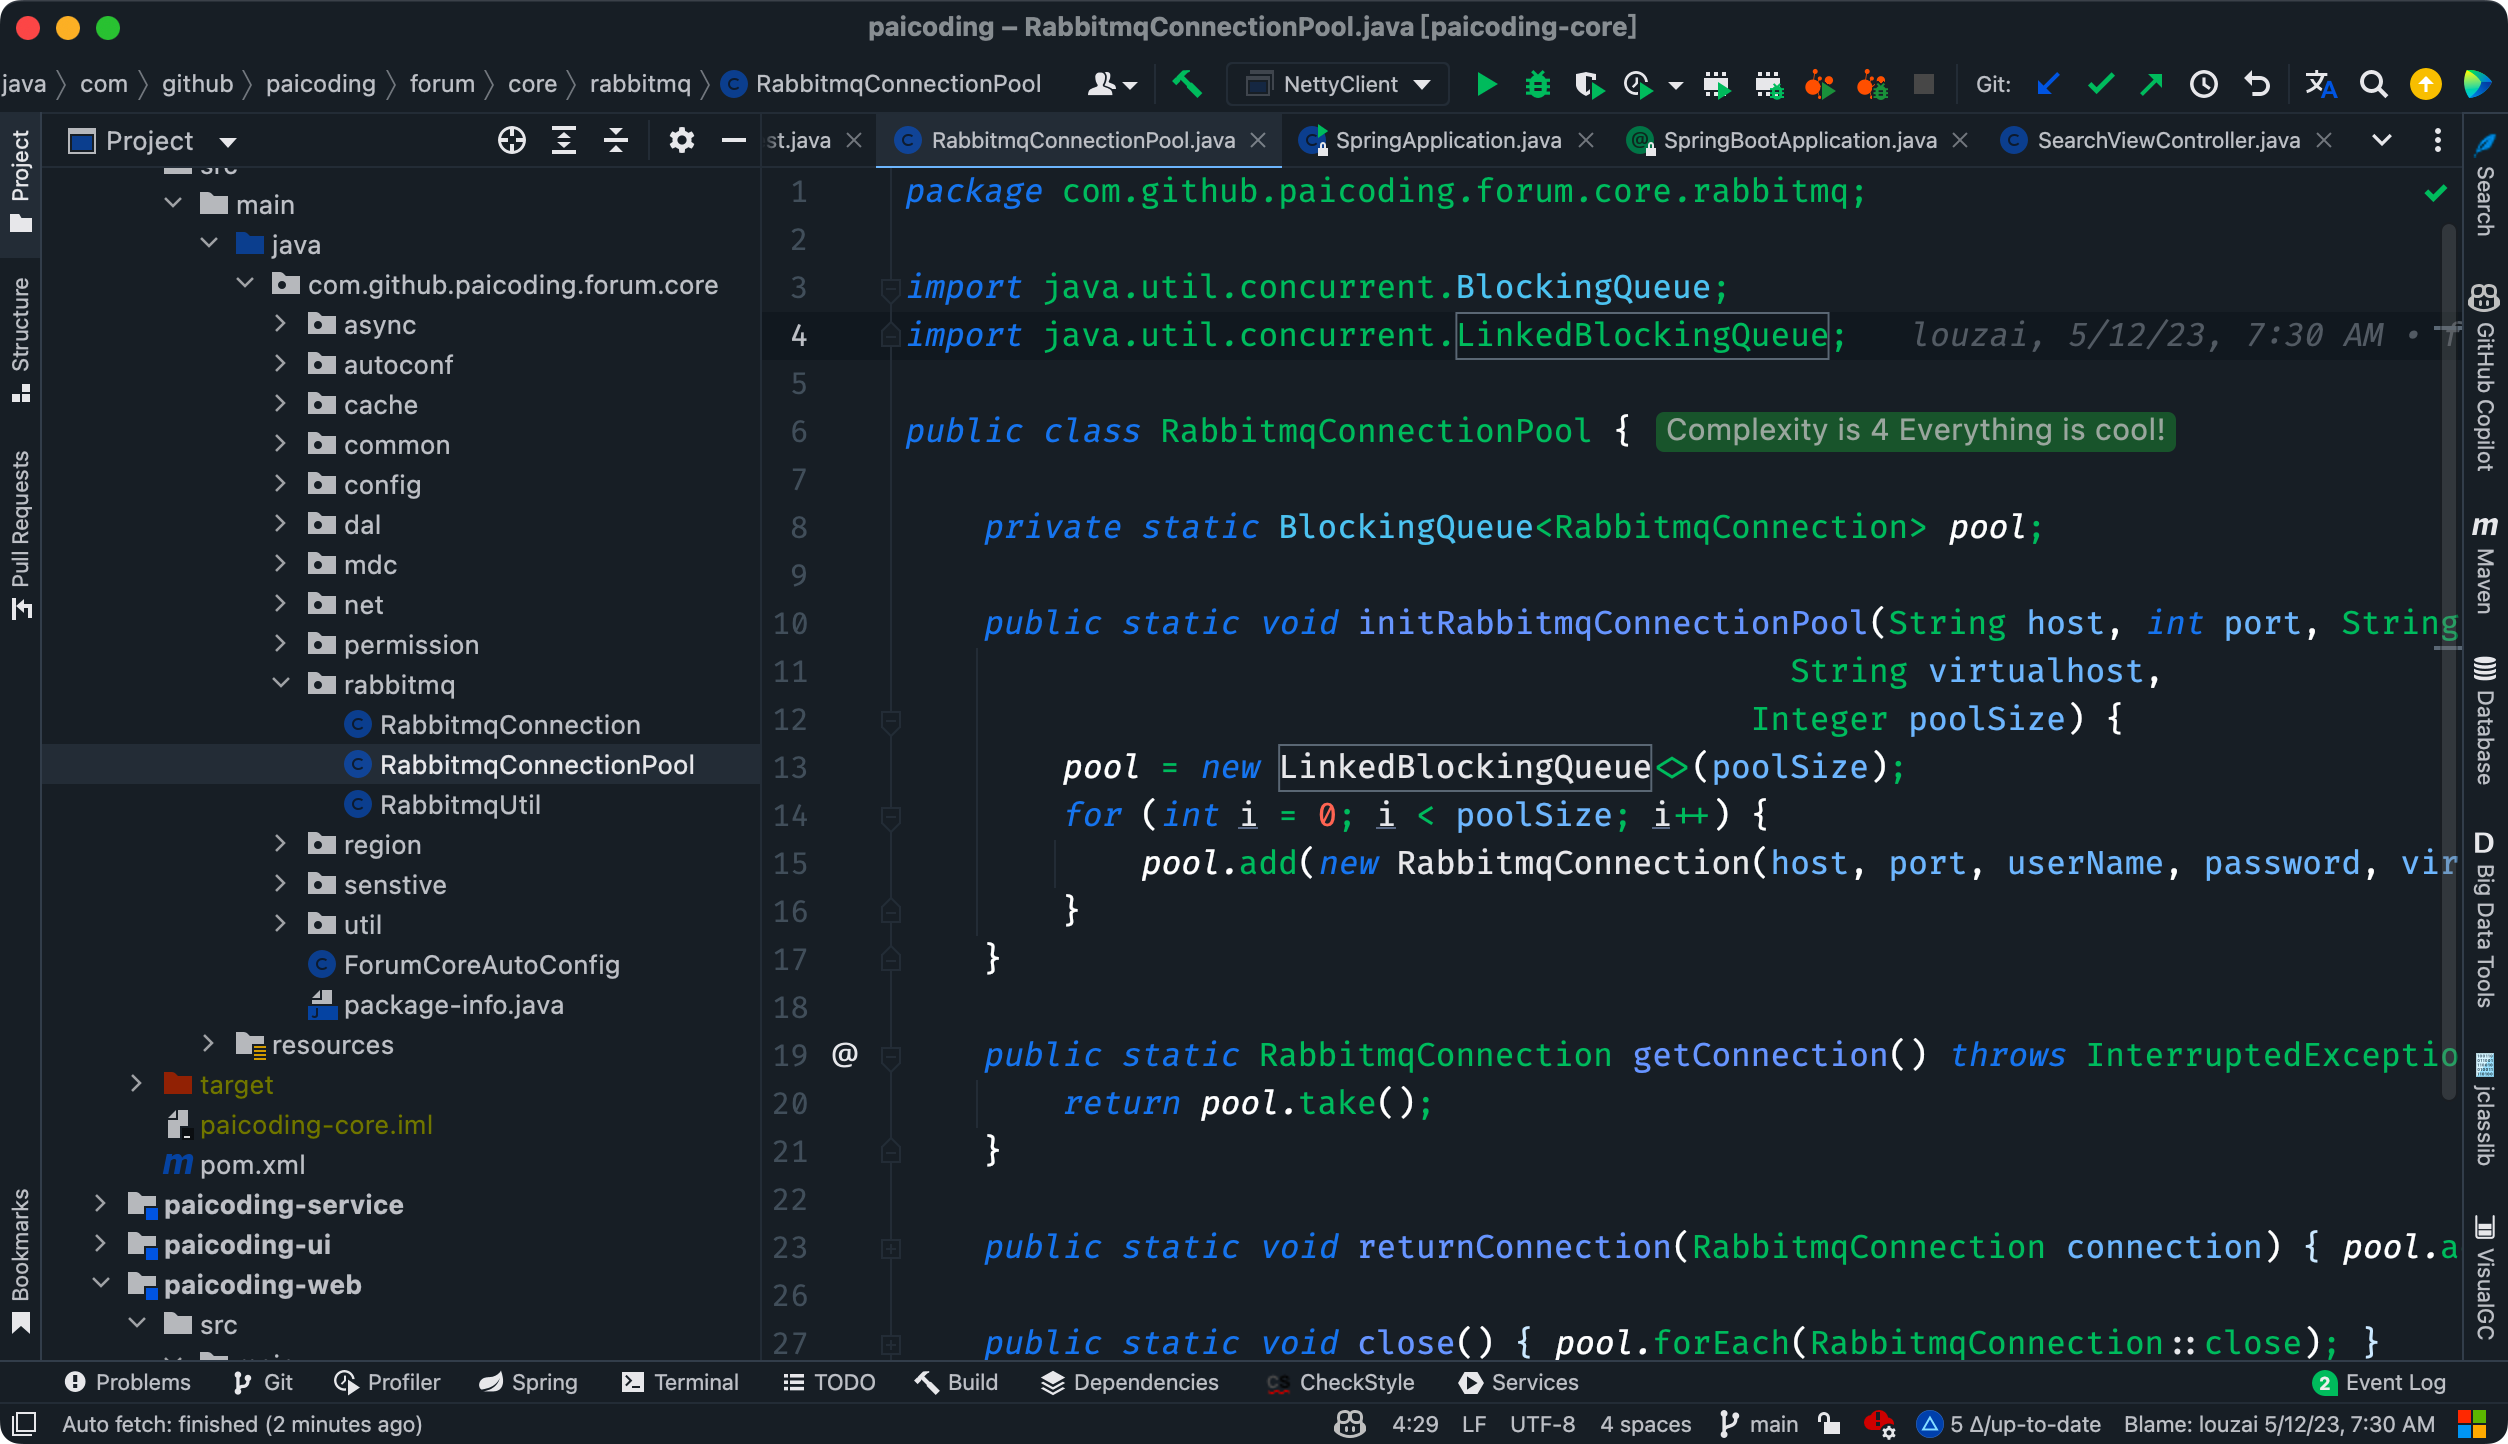 paicoding – RabbitmqConnectionPool.java [paicoding-core]
java com github paicoding forum core rabbitmq RabbitmqConnectionPool
NettyClient
Git:
Project
st.java
RabbitmqConnectionPool.java
SpringApplication.java
SpringBootApplication.java
SearchViewController.java
Project
Structure
Pull Requests
Bookmarks
src
main
java
com.github.paicoding.forum.core
async
autoconf
cache
common
config
dal
mdc
net
permission
rabbitmq
RabbitmqConnection
RabbitmqConnectionPool
RabbitmqUtil
region
senstive
util
ForumCoreAutoConfig
package-info.java
resources
target
paicoding-core.iml
pom.xml
paicoding-service
paicoding-ui
paicoding-web
src
1 package com.github.paicoding.forum.core.rabbitmq;
2
3 import java.util.concurrent.BlockingQueue;
4 import java.util.concurrent.LinkedBlockingQueue; louzai, 5/12/23, 7:30 AM •
5
6 public class RabbitmqConnectionPool { Complexity is 4 Everything is cool!
7
8 private static BlockingQueue<RabbitmqConnection> pool;
9
10 public static void initRabbitmqConnectionPool(String host, int port, String
11 String virtualhost,
12 Integer poolSize) {
13 pool = new LinkedBlockingQueue<>(poolSize);
14 for (int i = 0; i < poolSize; i++) {
15 pool.add(new RabbitmqConnection(host, port, userName, password, vir
16 }
17 }
18
19 @ public static RabbitmqConnection getConnection() throws InterruptedExceptio
20 return pool.take();
21 }
22
23 public static void returnConnection(RabbitmqConnection connection) { pool.a
26
27 public static void close() { pool.forEach(RabbitmqConnection::close); }
Search
GitHub Copilot
m Maven
Database
D Big Data Tools
jclasslib
VisualGC
Problems Git Profiler Spring Terminal TODO Build Dependencies CheckStyle Services 2 Event Log
Auto fetch: finished (2 minutes ago) 4:29 LF UTF-8 4 spaces main 5 Δ/up-to-date Blame: louzai 5/12/23, 7:30 AM